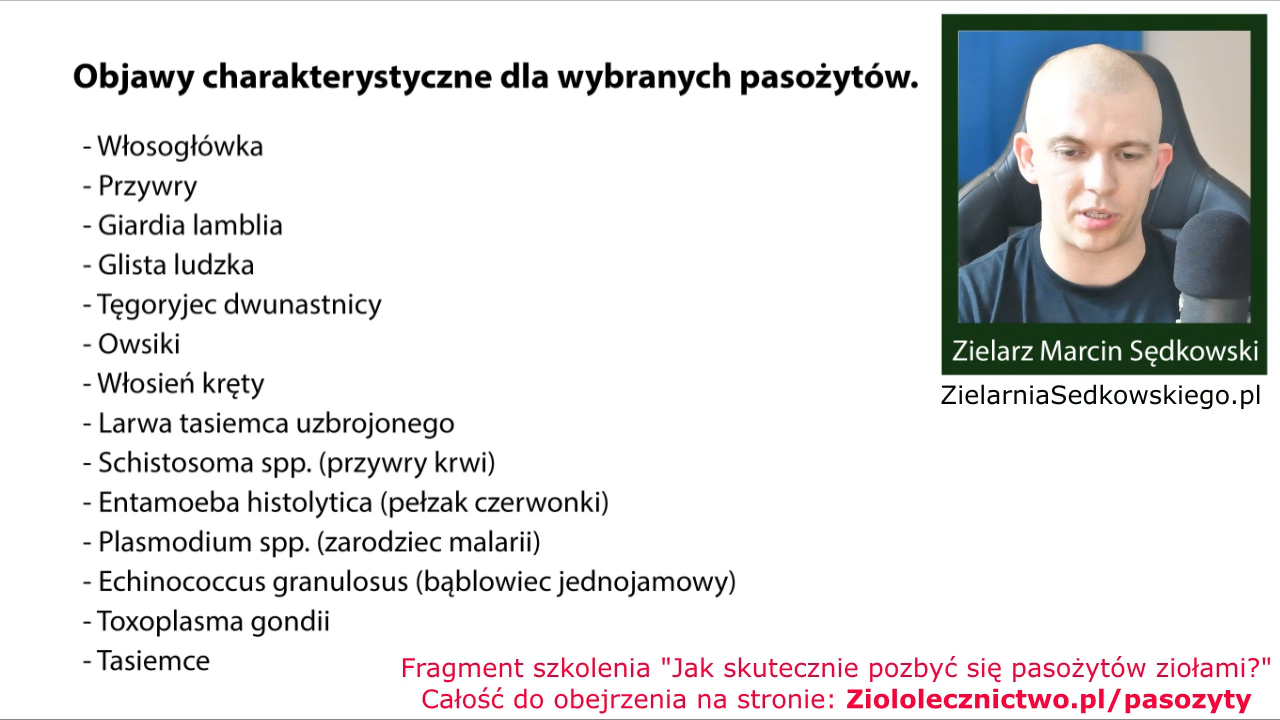 Objawy charakterystyczne dla wybranych pasożytów.
- Włosogłówka
- Przywry
- Giardia lamblia
- Glista ludzka
- Tęgoryjec dwunastnicy
- Owsiki
- Włosień kręty
- Larwa tasiemca uzbrojonego
- Schistosoma spp. (przywry krwi)
- Entamoeba histolytica (pełzak czerwonki)
- Plasmodium spp. (zarodziec malarii)
- Echinococcus granulosus (bąblowiec jednojamowy)
- Toxoplasma gondii
- Tasiemce
Zielarz Marcin Sędkowski
ZielarniaSedkowskiego.pl
Fragment szkolenia "Jak skutecznie pozbyć się pasożytów ziołami?"
Całość do obejrzenia na stronie: Ziololecznictwo.pl/pasozyty